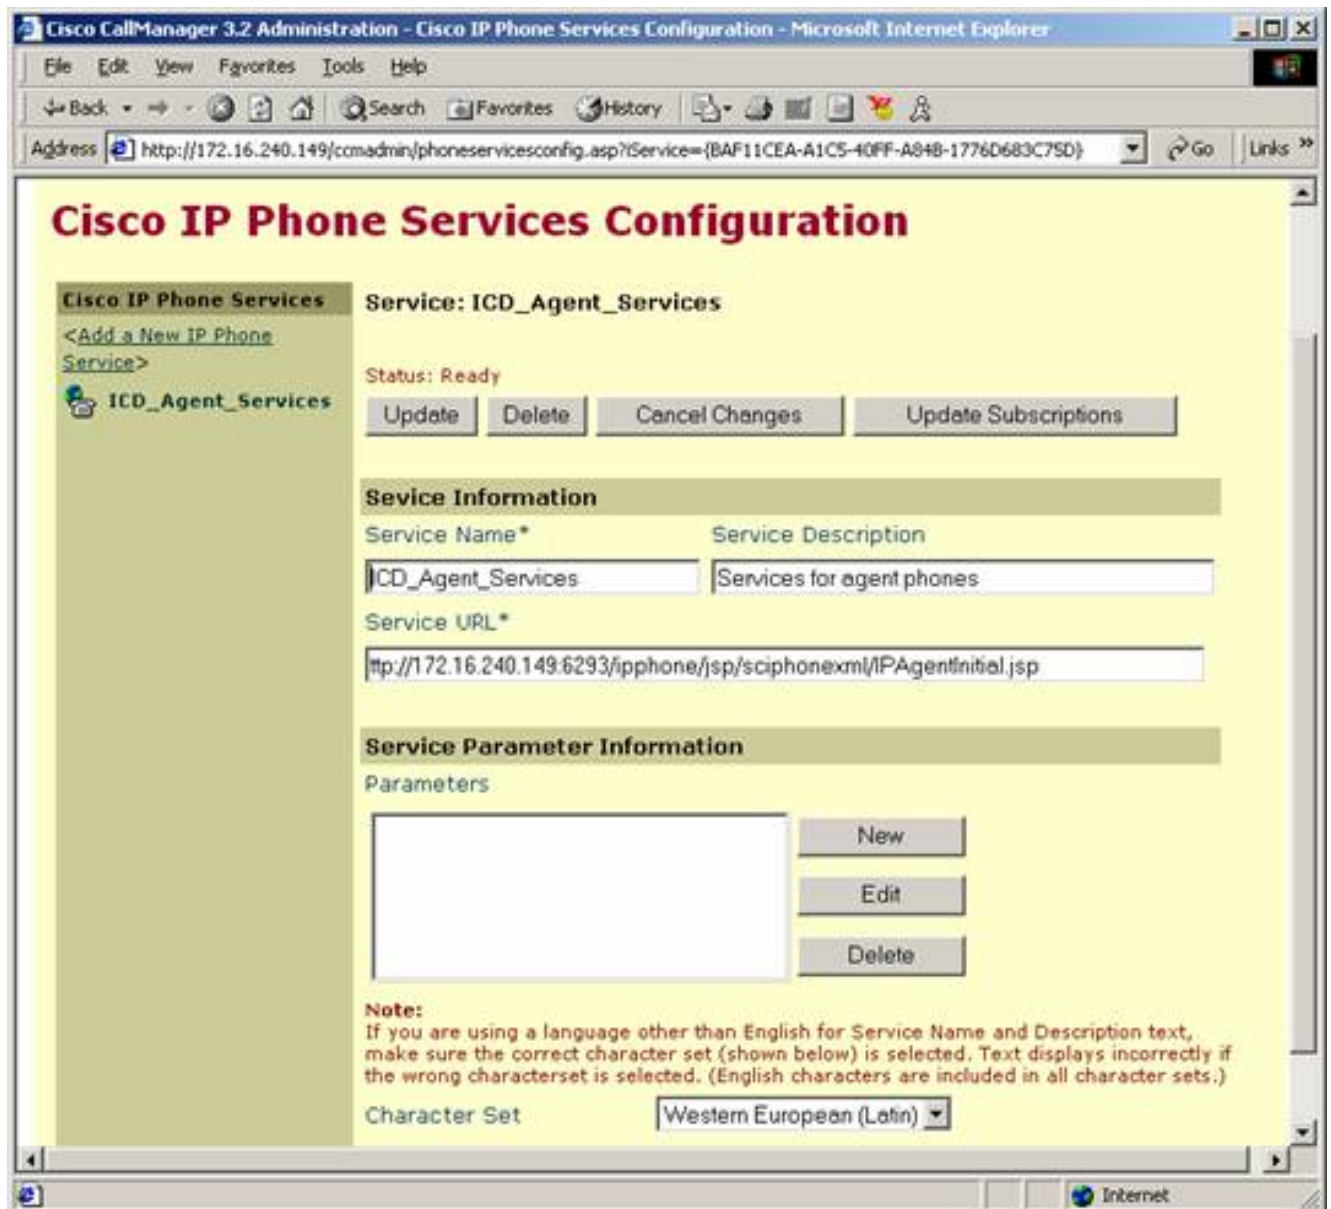 Cisco CallManager 3.2 Administration - Cisco IP Phone Services Configuration - Microsoft Internet Explorer
File Edit View Favorites Tools Help
Back Search Favorites History
Address http://172.16.240.149/ccmadmin/phoneservicesconfig.asp?iService={BAF11CEA-A1C5-40FF-A848-1776D683C75D} Go Links »
Cisco IP Phone Services Configuration
Cisco IP Phone Services
<Add a New IP Phone
Service>
ICD_Agent_Services
Service: ICD_Agent_Services
Status: Ready
Update Delete Cancel Changes Update Subscriptions
Sevice Information
Service Name* Service Description
ICD_Agent_Services Services for agent phones
Service URL*
ttp://172.16.240.149:6293/ipphone/jsp/sciphonexml/IPAgentInitial.jsp
Service Parameter Information
Parameters
New
Edit
Delete
Note:
If you are using a language other than English for Service Name and Description text,
make sure the correct character set (shown below) is selected. Text displays incorrectly if
the wrong characterset is selected. (English characters are included in all character sets.)
Character Set Western European (Latin)
Internet